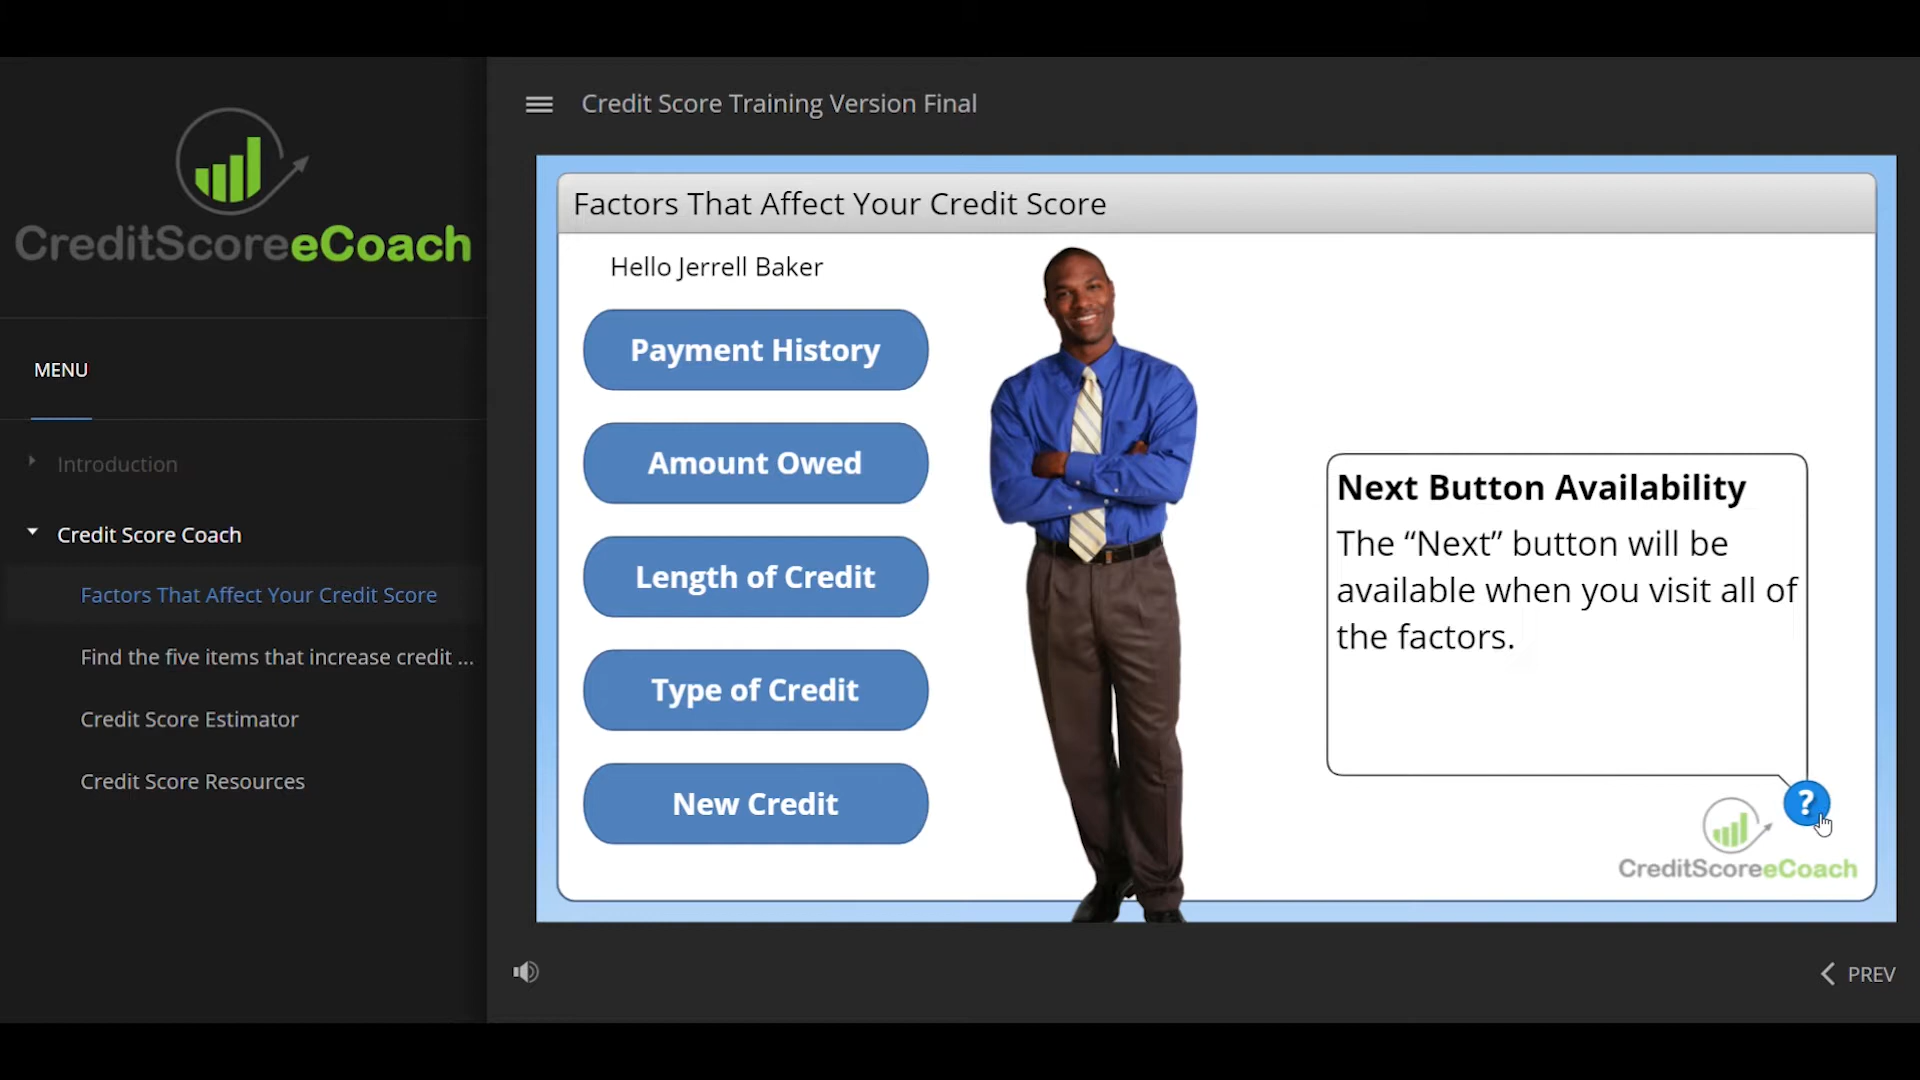 CreditScoreeCoach
MENU
Introduction
Credit Score Coach
Factors That Affect Your Credit Score
Find the five items that increase credit ...
Credit Score Estimator
Credit Score Resources
Credit Score Training Version Final
Factors That Affect Your Credit Score
Hello Jerrell Baker
Payment History
Amount Owed
Length of Credit
Type of Credit
New Credit
Next Button Availability
The “Next” button will be
available when you visit all of
the factors.
?
CreditScoreeCoach
PREV